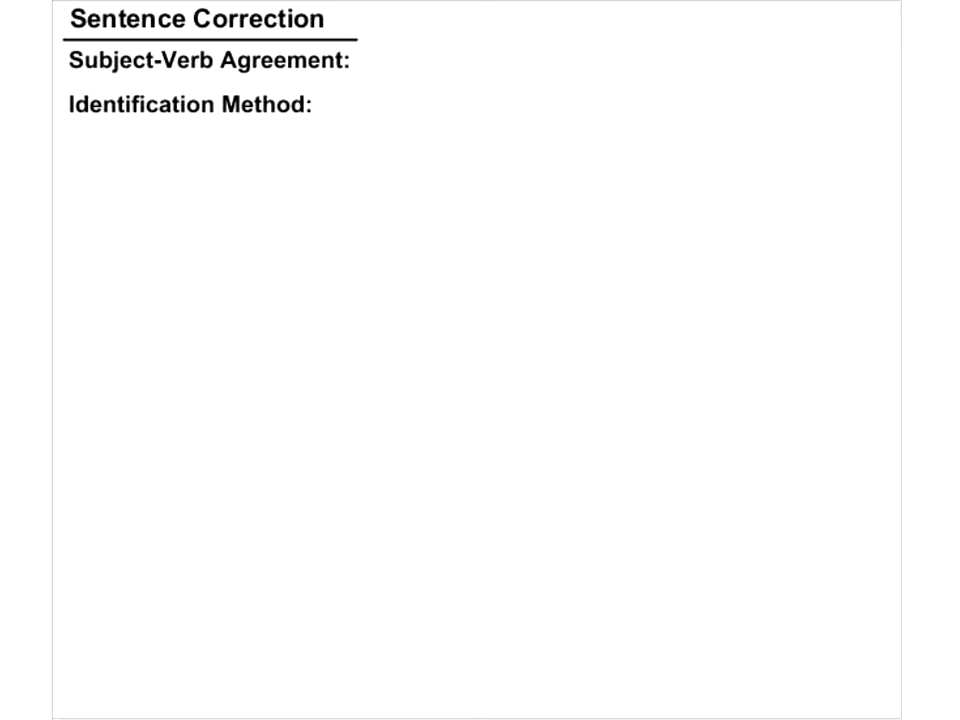 Sentence Correction
Subject-Verb Agreement:
Identification Method: